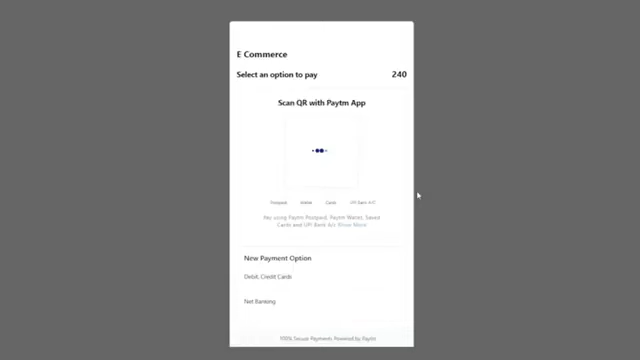 E Commerce
Select an option to pay 240
Scan QR with Paytm App
Postpaid Wallet Cards UPI Bank A/C
Pay using Paytm Postpaid, Paytm Wallet, Saved
Cards and UPI Bank A/c Show More
New Payment Option
Debit, Credit Cards
Net Banking
100% Secure Payments Powered by Paytm